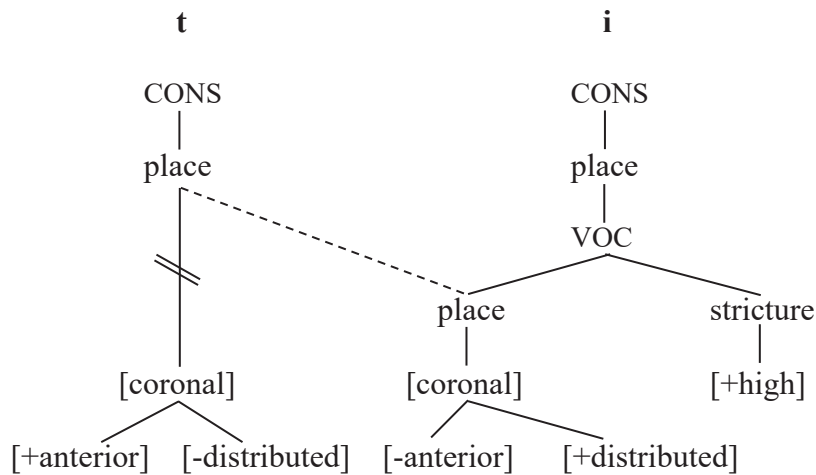 t i
CONS CONS
place place
VOC
place stricture
[coronal] [coronal] [+high]
[+anterior] [-distributed] [-anterior] [+distributed]